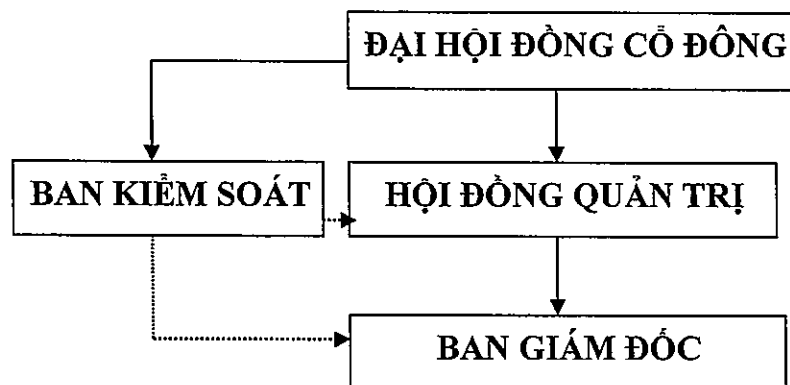 ĐẠI HỘI ĐỒNG CỔ ĐÔNG
BAN KIỂM SOÁT
HỘI ĐỒNG QUẢN TRỊ
BAN GIÁM ĐỐC